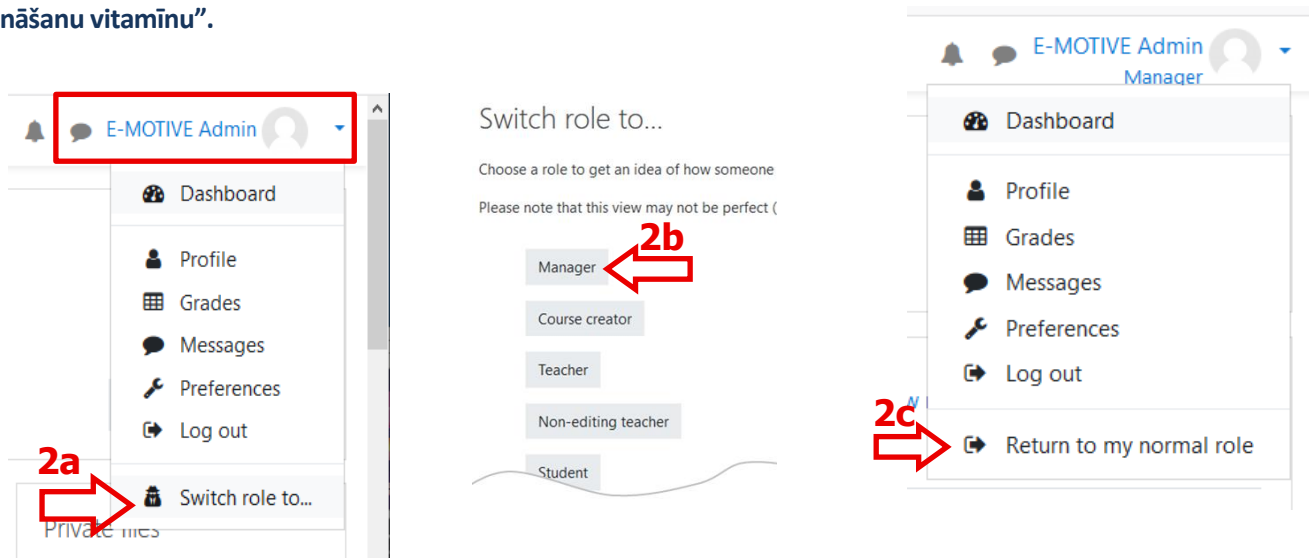 nāšanu vitamīnu”.
E-MOTIVE Admin
Dashboard
Profile
Grades
Messages
Preferences
Log out
2a
Switch role to...
Private files
Switch role to...
Choose a role to get an idea of how someone
Please note that this view may not be perfect (
2b
Manager
Course creator
Teacher
Non-editing teacher
Student
E-MOTIVE Admin
Manager
Dashboard
Profile
Grades
Messages
Preferences
Log out
2c
Return to my normal role